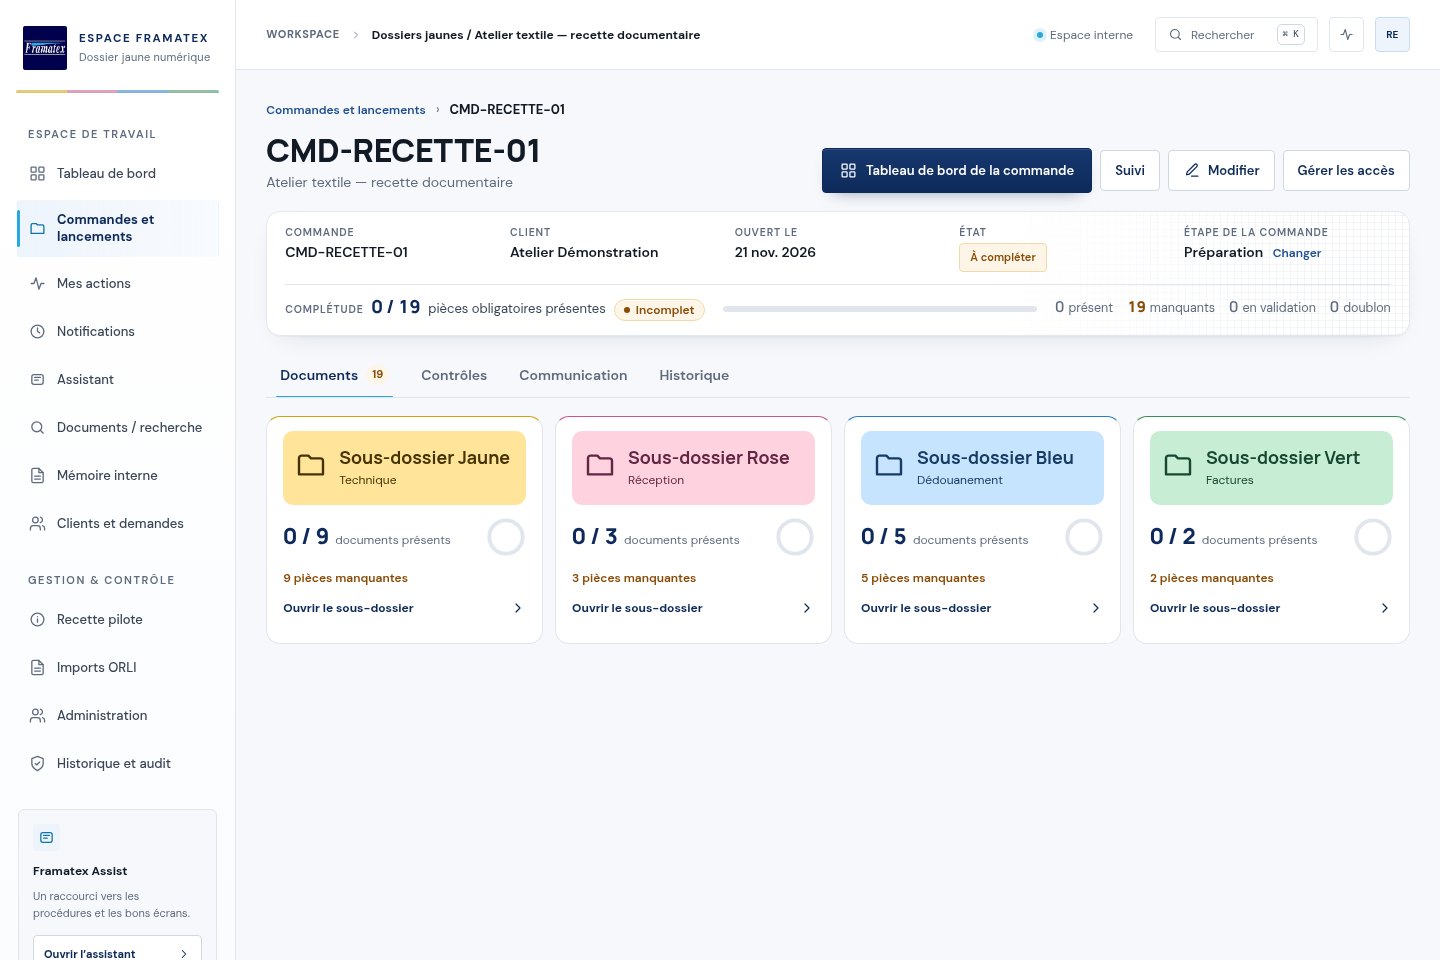 Framatex
ESPACE FRAMATEX
Dossier jaune numérique
ESPACE DE TRAVAIL
Tableau de bord
Commandes et
lancements
Mes actions
Notifications
Assistant
Documents / recherche
Mémoire interne
Clients et demandes
GESTION & CONTRÔLE
Recette pilote
Imports ORLI
Administration
Historique et audit
Framatex Assist
Un raccourci vers les
procédures et les bons écrans.
Ouvrir l'assistant
WORKSPACE > Dossiers jaunes / Atelier textile — recette documentaire
Espace interne
Rechercher ⌘ K
RE
Commandes et lancements › CMD-RECETTE-01
CMD-RECETTE-01
Atelier textile — recette documentaire
Tableau de bord de la commande
Suivi
Modifier
Gérer les accès
COMMANDE
CMD-RECETTE-01
CLIENT
Atelier Démonstration
OUVERT LE
21 nov. 2026
ÉTAT
À compléter
ÉTAPE DE LA COMMANDE
Préparation Changer
COMPLÉTUDE 0 / 19 pièces obligatoires présentes Incomplet 0 présent 19 manquants 0 en validation 0 doublon
Documents 19
Contrôles
Communication
Historique
Sous-dossier Jaune
Technique
0 / 9 documents présents
9 pièces manquantes
Ouvrir le sous-dossier
Sous-dossier Rose
Réception
0 / 3 documents présents
3 pièces manquantes
Ouvrir le sous-dossier
Sous-dossier Bleu
Dédouanement
0 / 5 documents présents
5 pièces manquantes
Ouvrir le sous-dossier
Sous-dossier Vert
Factures
0 / 2 documents présents
2 pièces manquantes
Ouvrir le sous-dossier